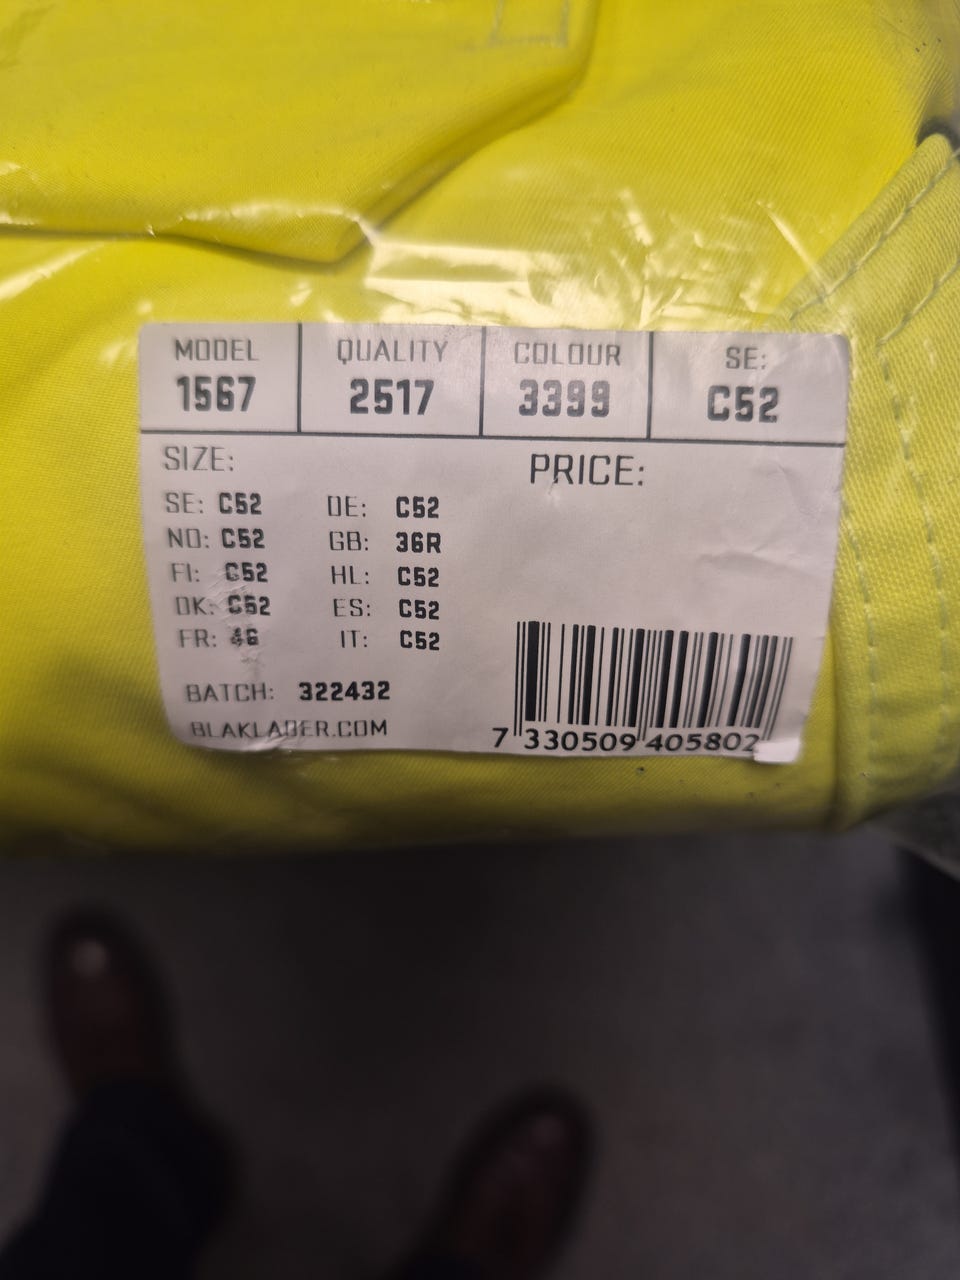 MODEL QUALITY COLOUR SE:
1567 2517 3399 C52
SIZE: PRICE:
SE: C52 DE: C52
NO: C52 GB: 36R
FI: C52 HL: C52
DK: C52 ES: C52
FR: 46 IT: C52
BATCH: 322432
BLAKLADER.COM
7 330509 405802